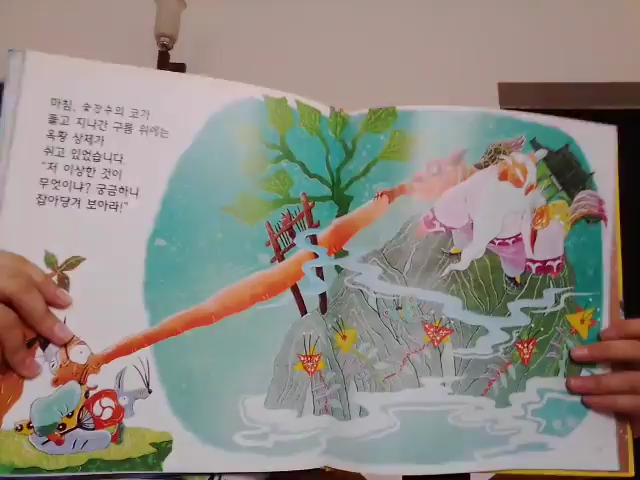 마침, 숯장수의 코가
뚫고 지나간 구름 위에는
옥황 상제가
쉬고 있었습니다.
"저 이상한 것이
무엇이냐? 궁금하니
잡아당겨 보아라!"